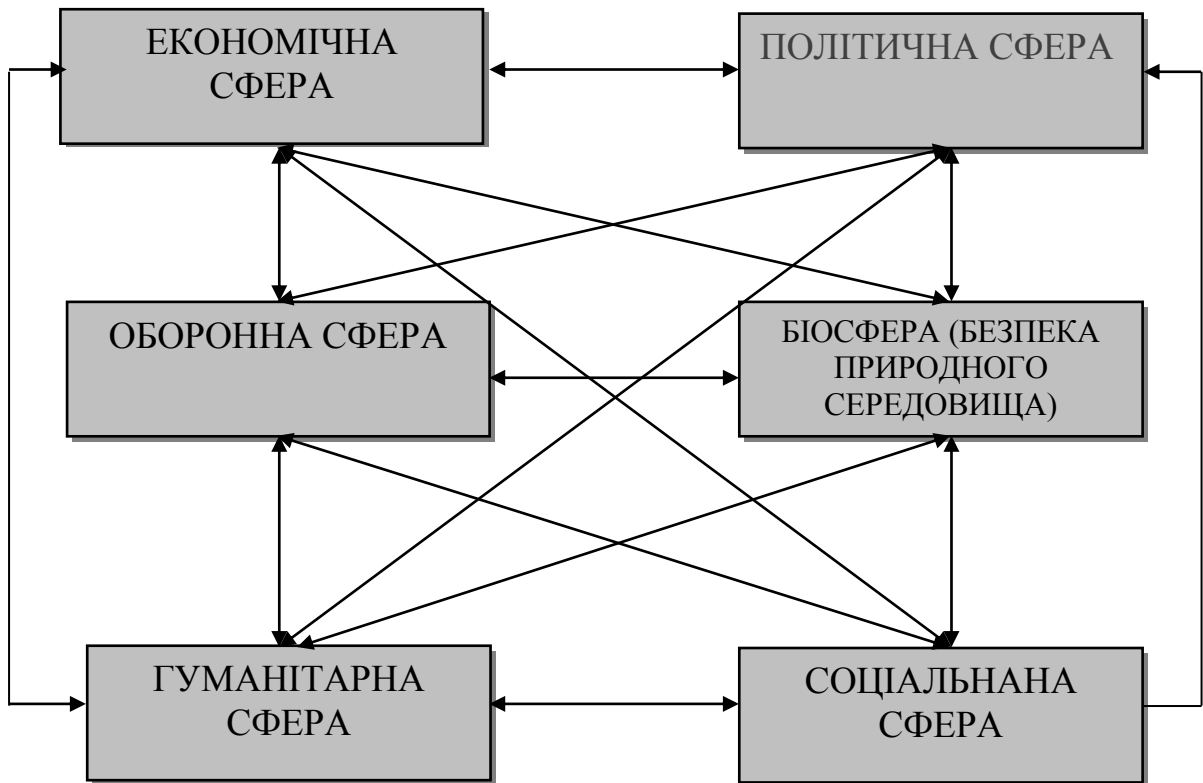 ЕКОНОМІЧНА
СФЕРА
ПОЛІТИЧНА СФЕРА
ОБОРОННА СФЕРА
БІОСФЕРА (БЕЗПЕКА
ПРИРОДНОГО
СЕРЕДОВИЩА)
ГУМАНІТАРНА
СФЕРА
СОЦІАЛЬНАНА
СФЕРА